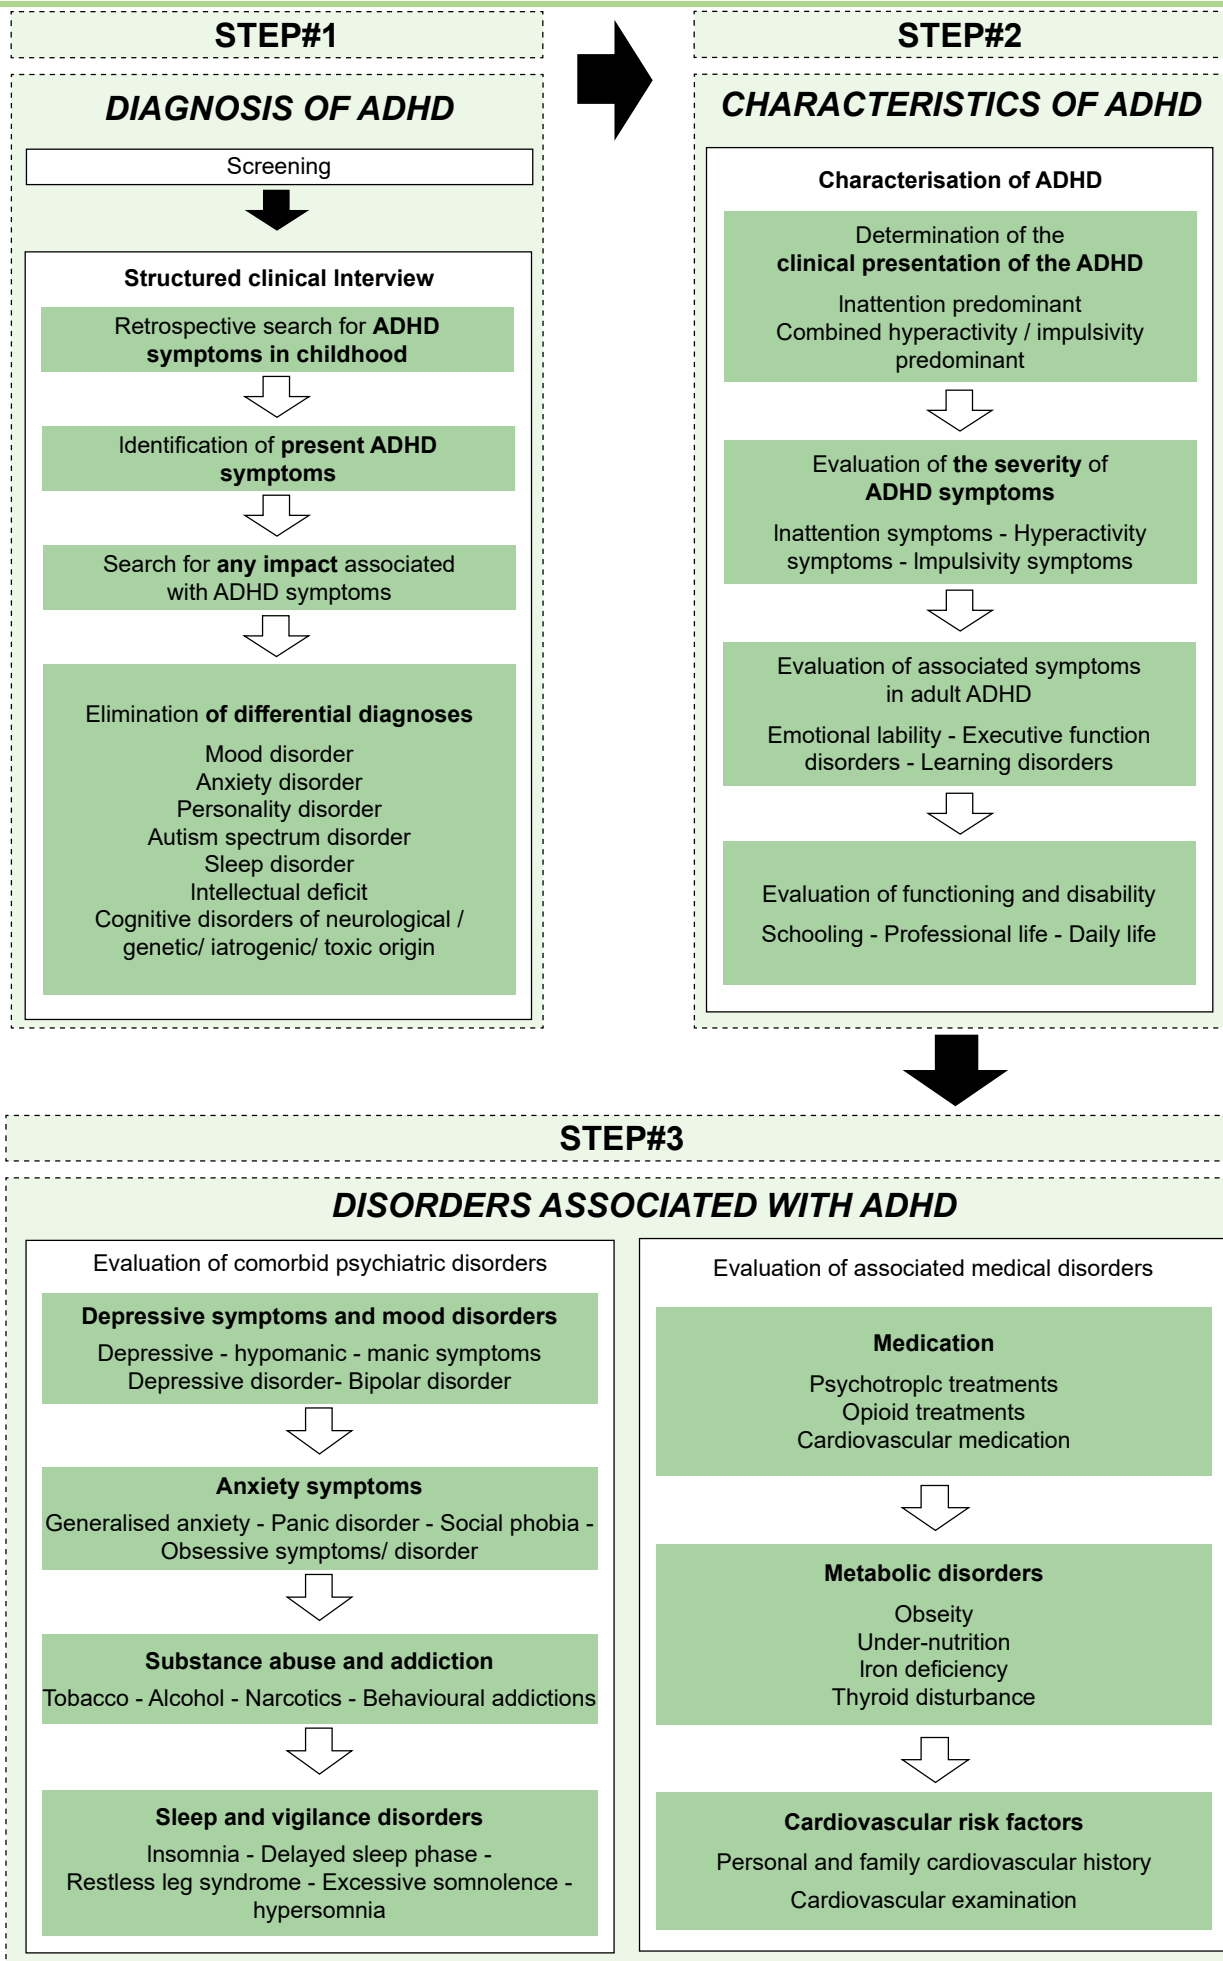 STEP#1
DIAGNOSIS OF ADHD
Screening
Structured clinical Interview
Retrospective search for ADHD
symptoms in childhood
Identification of present ADHD
symptoms
Search for any impact associated
with ADHD symptoms
Elimination of differential diagnoses
Mood disorder
Anxiety disorder
Personality disorder
Autism spectrum disorder
Sleep disorder
Intellectual deficit
Cognitive disorders of neurological /
genetic/ iatrogenic/ toxic origin
STEP#2
CHARACTERISTICS OF ADHD
Characterisation of ADHD
Determination of the
clinical presentation of the ADHD
Inattention predominant
Combined hyperactivity / impulsivity
predominant
Evaluation of the severity of
ADHD symptoms
Inattention symptoms - Hyperactivity
symptoms - Impulsivity symptoms
Evaluation of associated symptoms
in adult ADHD
Emotional lability - Executive function
disorders - Learning disorders
Evaluation of functioning and disability
Schooling - Professional life - Daily life
STEP#3
DISORDERS ASSOCIATED WITH ADHD
Evaluation of comorbid psychiatric disorders
Depressive symptoms and mood disorders
Depressive - hypomanic - manic symptoms
Depressive disorder- Bipolar disorder
Anxiety symptoms
Generalised anxiety - Panic disorder - Social phobia -
Obsessive symptoms/ disorder
Substance abuse and addiction
Tobacco - Alcohol - Narcotics - Behavioural addictions
Sleep and vigilance disorders
Insomnia - Delayed sleep phase -
Restless leg syndrome - Excessive somnolence -
hypersomnia
Evaluation of associated medical disorders
Medication
Psychotroplc treatments
Opioid treatments
Cardiovascular medication
Metabolic disorders
Obseity
Under-nutrition
Iron deficiency
Thyroid disturbance
Cardiovascular risk factors
Personal and family cardiovascular history
Cardiovascular examination